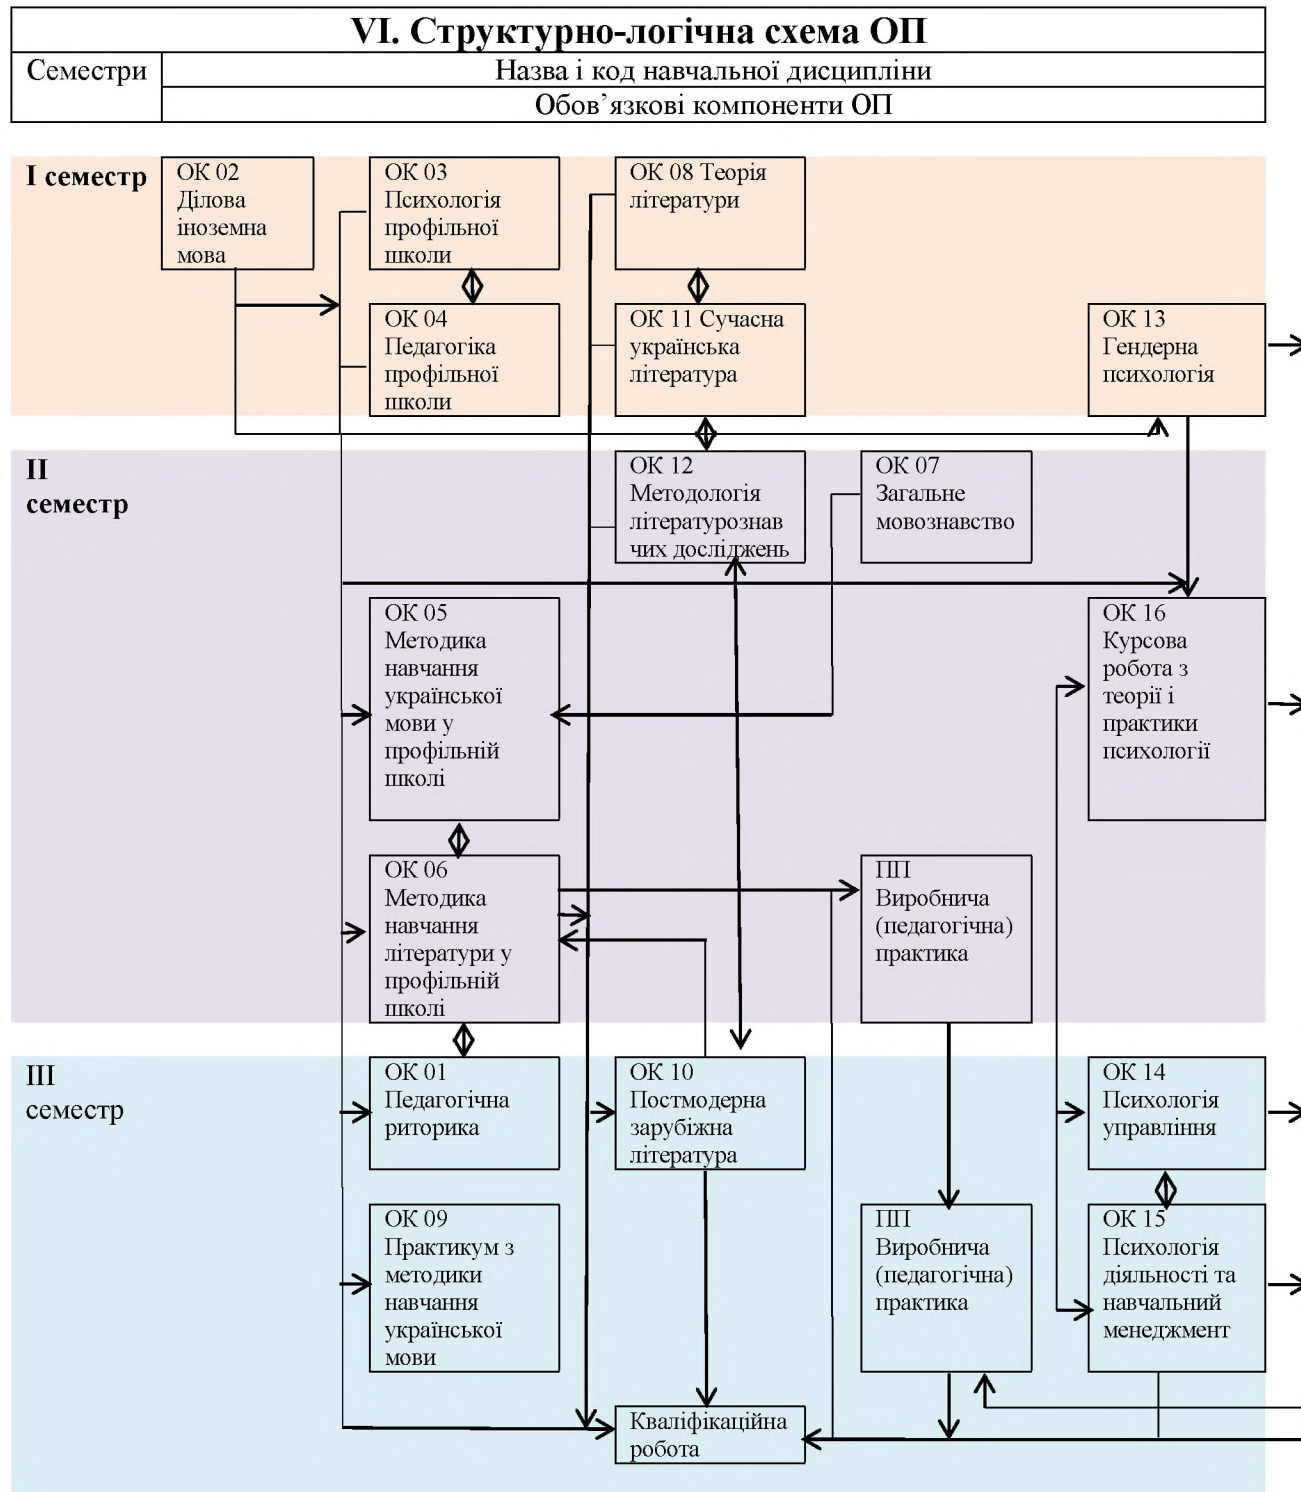 VI. Структурно-логічна схема ОП
Семестри
Назва і код навчальної дисципліни
Обов’язкові компоненти ОП
I семестр
ОК 02
Ділова
іноземна
мова
ОК 03
Психологія
профільної
школи
ОК 08 Теорія
літератури
ОК 04
Педагогіка
профільної
школи
ОК 11 Сучасна
українська
література
ОК 13
Гендерна
психологія
II
семестр
ОК 12
Методологія
літературознав
чих досліджень
ОК 07
Загальне
мовознавство
ОК 05
Методика
навчання
української
мови у
профільній
школі
ОК 16
Курсова
робота з
теорії і
практики
психології
ОК 06
Методика
навчання
літератури у
профільній
школі
ПП
Виробнича
(педагогічна)
практика
III
семестр
ОК 01
Педагогічна
риторика
ОК 10
Постмодерна
зарубіжна
література
ОК 14
Психологія
управління
ОК 09
Практикум з
методики
навчання
української
мови
ПП
Виробнича
(педагогічна)
практика
ОК 15
Психологія
діяльності та
навчальний
менеджмент
Кваліфікаційна
робота